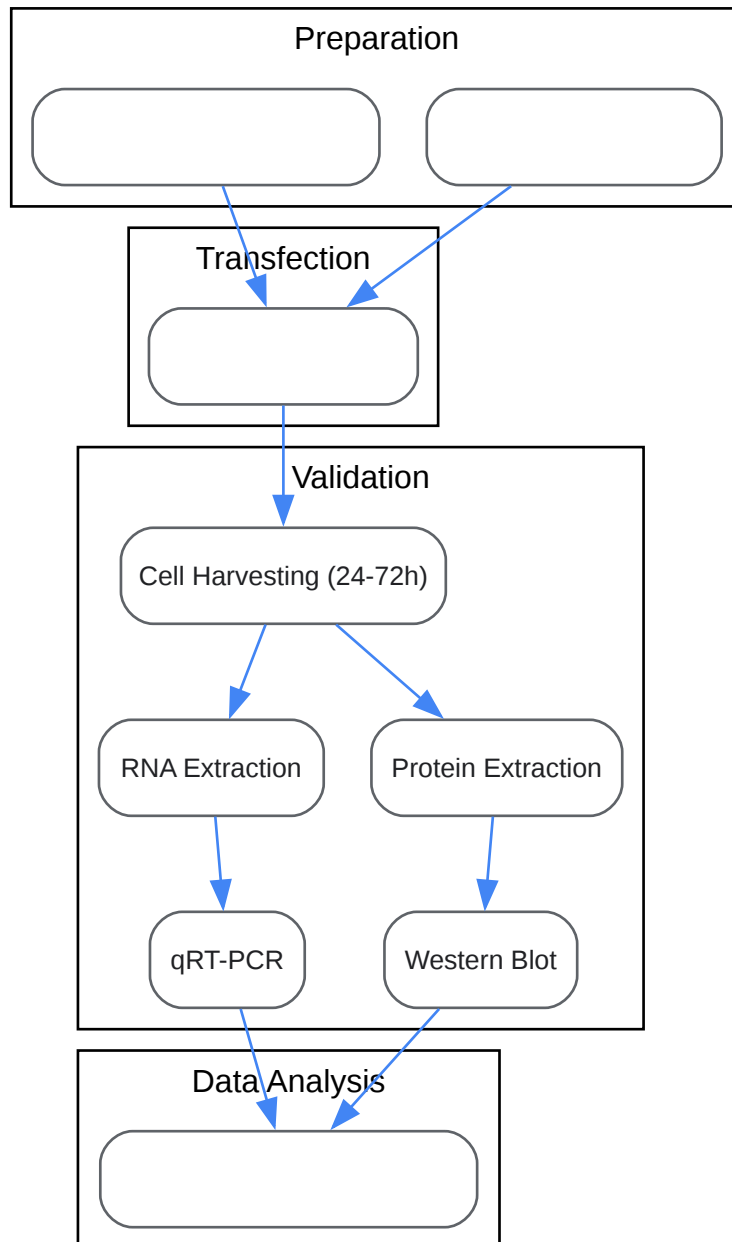 Preparation
Transfection
Validation
Cell Harvesting (24-72h)
RNA Extraction
Protein Extraction
qRT-PCR
Western Blot
Data Analysis